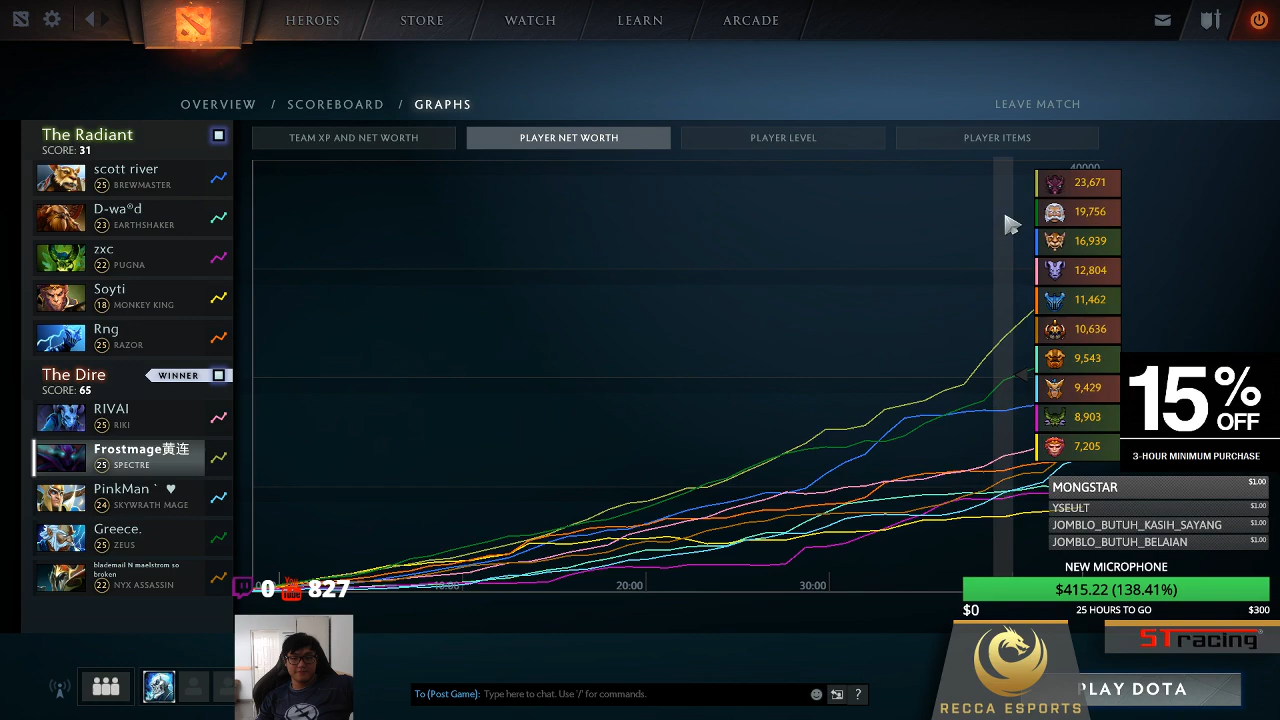 HEROES
STORE
WATCH
LEARN
ARCADE
OVERVIEW / SCOREBOARD / GRAPHS
LEAVE MATCH
TEAM XP AND NET WORTH
PLAYER NET WORTH
PLAYER LEVEL
PLAYER ITEMS
The Radiant
SCORE: 31
scott river
25 BREWMASTER
D-wa®d
23 EARTHSHAKER
zxc
22 PUGNA
Soyti
18 MONKEY KING
Rng
25 RAZOR
The Dire
WINNER
SCORE: 65
RIVAI
25 RIKI
Frostmage黄连
25 SPECTRE
PinkMan ` ♥
24 SKYWRATH MAGE
Greece.
25 ZEUS
blademail N maelstrom so
broken
22 NYX ASSASSIN
40000
23,671
19,756
16,939
12,804
11,462
10,636
9,543
9,429
8,903
7,205
10:00
20:00
30:00
0
You Tube
827
15% OFF
3-HOUR MINIMUM PURCHASE
MONGSTAR $1.00
YSEULT $1.00
JOMBLO_BUTUH_KASIH_SAYANG $1.00
JOMBLO_BUTUH_BELAIAN $1.00
NEW MICROPHONE
$415.22 (138.41%)
$0 25 HOURS TO GO $300
STracing
RECCA ESPORTS
PLAY DOTA
To (Post Game): Type here to chat. Use '/' for commands.
?